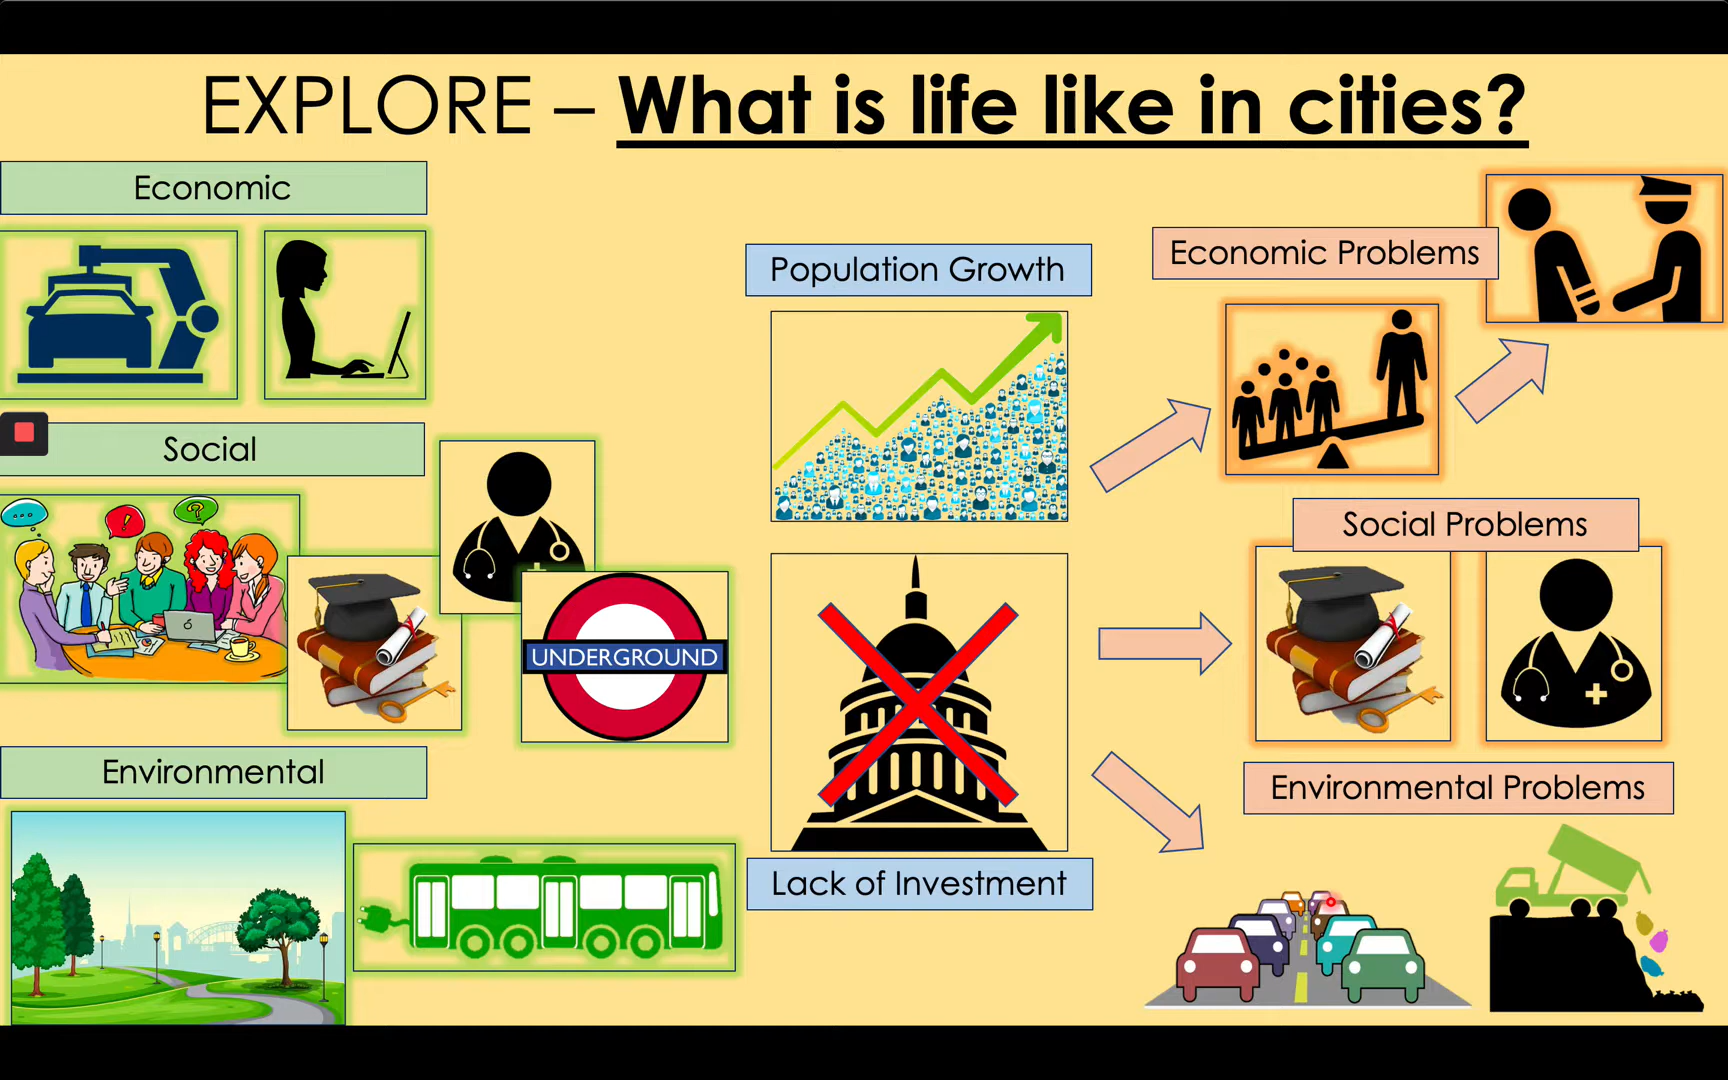 EXPLORE – What is life like in cities?
Economic
Social
UNDERGROUND
Environmental
Population Growth
Lack of Investment
Economic Problems
Social Problems
Environmental Problems